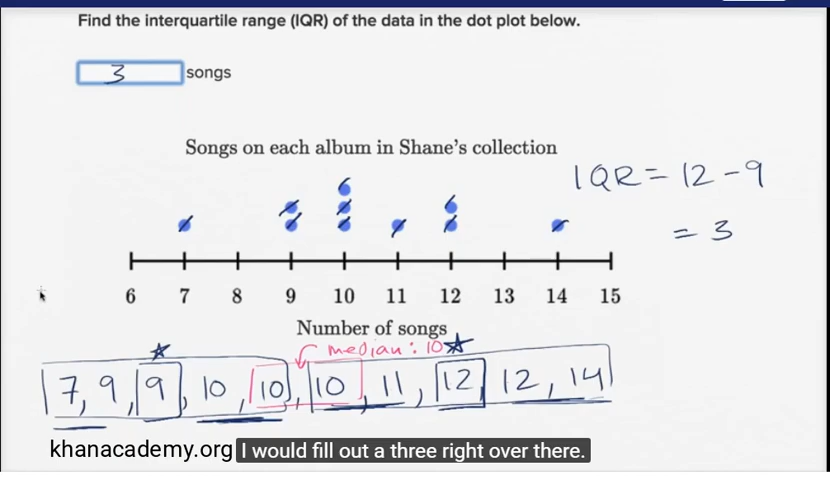 Find the interquartile range (IQR) of the data in the dot plot below.
3 songs
Songs on each album in Shane's collection
IQR = 12 - 9
= 3
6 7 8 9 10 11 12 13 14 15
Number of songs
median: 10
7, 9, 9, 10, 10, 10, 11, 12, 12, 14
khanacademy.org I would fill out a three right over there.